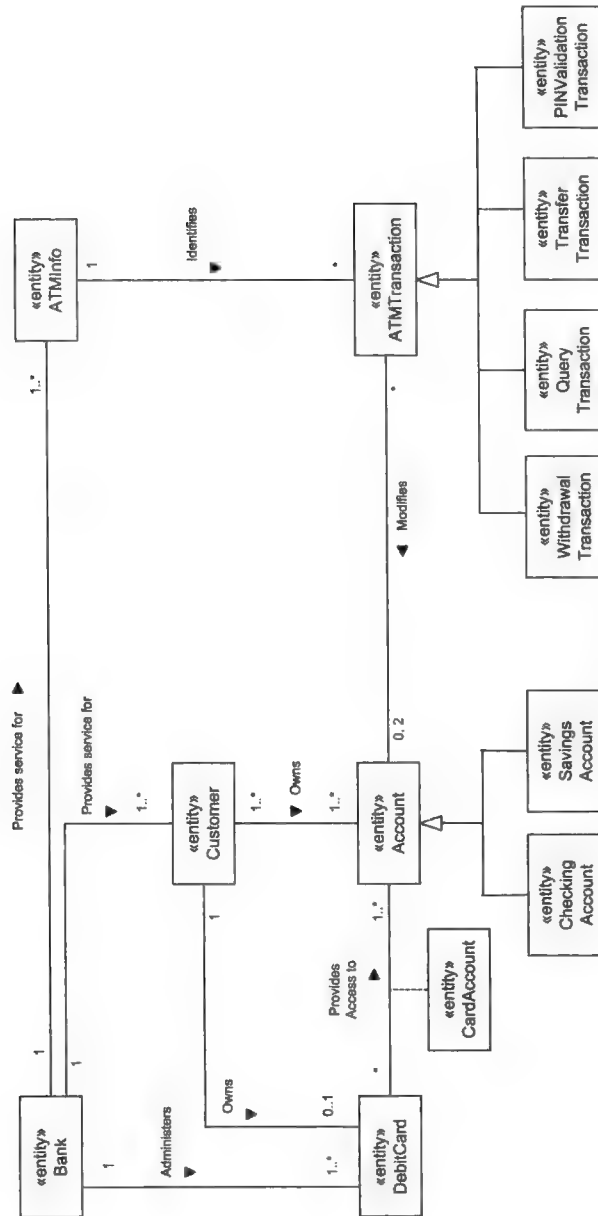 «entity»
Bank
1
Provides service for
1..*
«entity»
ATMInfo
1
Provides service for
1..*
1
Administers
1..*
«entity»
Customer
1
Owns
0..1
1..*
Owns
1..*
1
Identifies
*
«entity»
DebitCard
*
Provides
Access to
1..*
«entity»
Account
0. 2
Modifies
*
«entity»
ATMTransaction
«entity»
CardAccount
«entity»
Checking
Account
«entity»
Savings
Account
«entity»
Withdrawal
Transaction
«entity»
Query
Transaction
«entity»
Transfer
Transaction
«entity»
PINValidation
Transaction